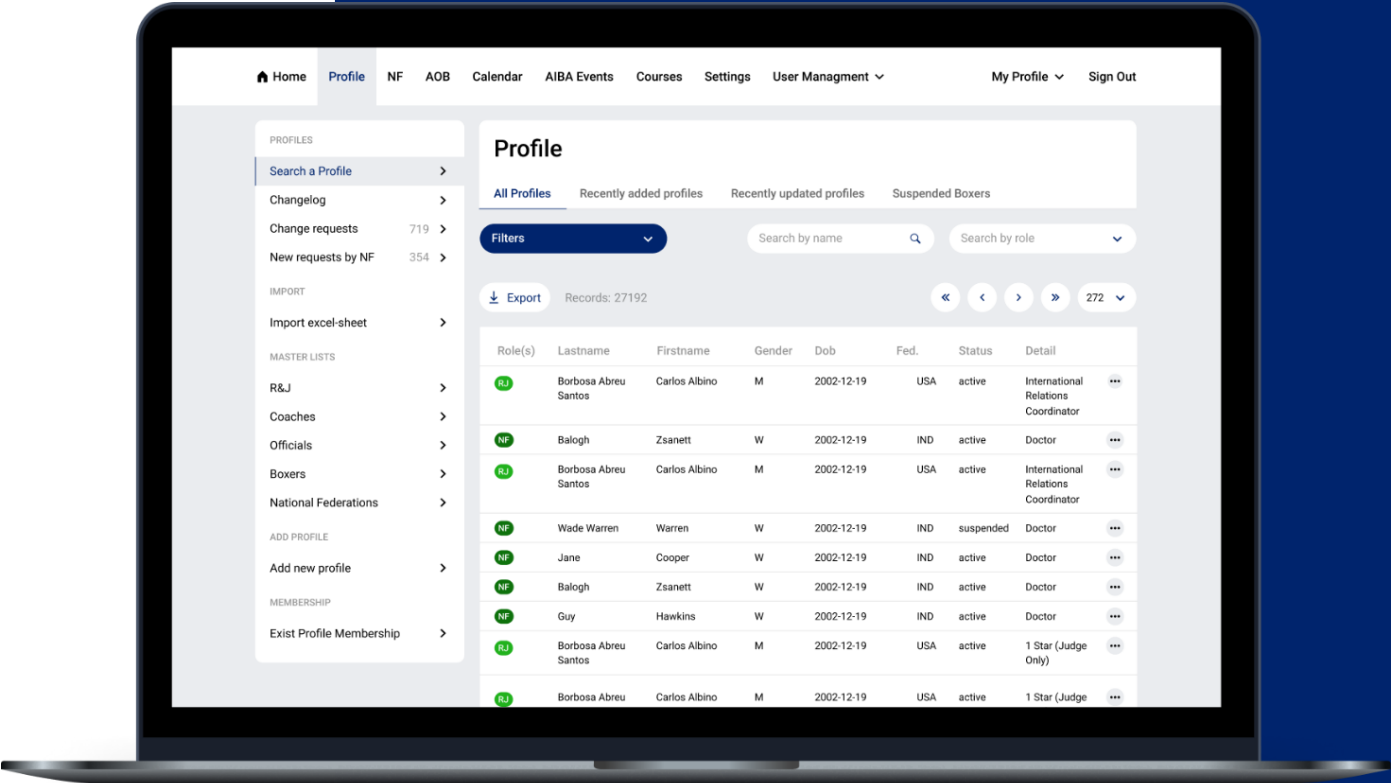 Home Profile NF AOB Calendar AIBA Events Courses Settings User Managment My Profile Sign Out
PROFILES
Search a Profile
Changelog
Change requests 719
New requests by NF 354
IMPORT
Import excel-sheet
MASTER LISTS
R&J
Coaches
Officials
Boxers
National Federations
ADD PROFILE
Add new profile
MEMBERSHIP
Exist Profile Membership
Profile
All Profiles Recently added profiles Recently updated profiles Suspended Boxers
Filters Search by name Search by role
Export Records: 27192 272
Role(s) Lastname Firstname Gender Dob Fed. Status Detail
RJ Borbosa Abreu Carlos Albino M 2002-12-19 USA active International
Santos Relations
Coordinator
NF Balogh Zsanett W 2002-12-19 IND active Doctor
RJ Borbosa Abreu Carlos Albino M 2002-12-19 USA active International
Santos Relations
Coordinator
NF Wade Warren Warren W 2002-12-19 IND suspended Doctor
NF Jane Cooper W 2002-12-19 IND active Doctor
NF Balogh Zsanett W 2002-12-19 IND active Doctor
NF Guy Hawkins W 2002-12-19 IND active Doctor
RJ Borbosa Abreu Carlos Albino M 2002-12-19 USA active 1 Star (Judge
Santos Only)
RJ Borbosa Abreu Carlos Albino M 2002-12-19 USA active 1 Star (Judge